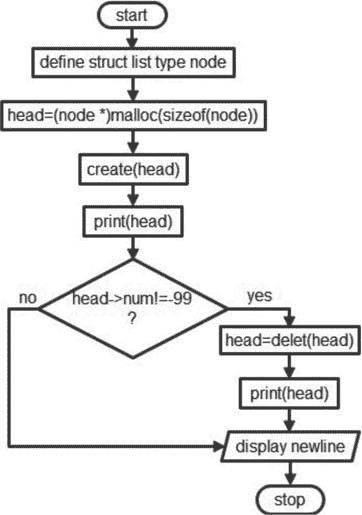 start
define struct list type node
head=(node *)malloc(sizeof(node))
create(head)
print(head)
no
head->num!=-99
?
yes
head=delet(head)
print(head)
display newline
stop